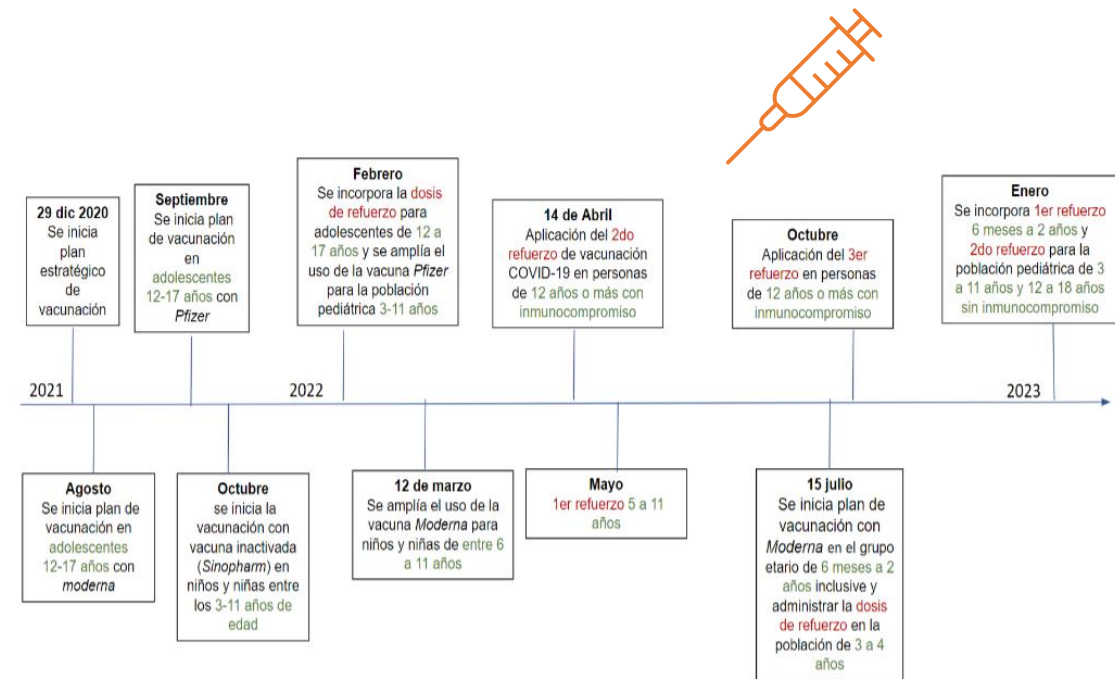 29 dic 2020
Se inicia
plan
estratégico
de
vacunación
Septiembre
Se inicia plan
de vacunación
en
adolescentes
12-17 años con
Pfizer
Febrero
Se incorpora la dosis
de refuerzo para
adolescentes de 12 a
17 años y se amplía el
uso de la vacuna Pfizer
para la población
pediátrica 3-11 años
14 de Abril
Aplicación del 2do
refuerzo de vacunación
COVID-19 en personas
de 12 años o más con
inmunocompromiso
Octubre
Aplicación del 3er
refuerzo en personas
de 12 años o más con
inmunocompromiso
Enero
Se incorpora 1er refuerzo
6 meses a 2 años y
2do refuerzo para la
población pediátrica de 3
a 11 años y 12 a 18 años
sin inmunocompromiso
2021
2022
2023
Agosto
Se inicia plan de
vacunación en
adolescentes
12-17 años con
moderna
Octubre
se inicia la
vacunación con
vacuna inactivada
(Sinopharm) en
niños y niñas entre
los 3-11 años de
edad
12 de marzo
Se amplía el uso de la
vacuna Moderna para
niños y niñas de entre 6
a 11 años
Mayo
1er refuerzo 5 a 11
años
15 julio
Se inicia plan de
vacunación con
Moderna en el grupo
etario de 6 meses a 2
años inclusive y
administrar la dosis
de refuerzo en la
población de 3 a 4
años